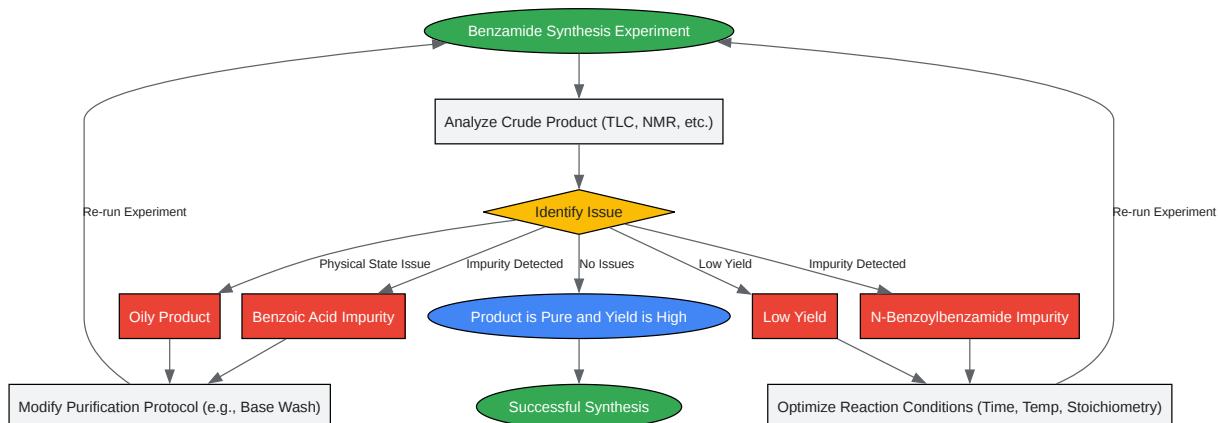 Benzamide Synthesis Experiment
Analyze Crude Product (TLC, NMR, etc.)
Identify Issue
Re-run Experiment
Re-run Experiment
Physical State Issue
Impurity Detected
No Issues
Low Yield
Impurity Detected
Oily Product
Benzoic Acid Impurity
Product is Pure and Yield is High
Low Yield
N-Benzoylbenzamide Impurity
Modify Purification Protocol (e.g., Base Wash)
Successful Synthesis
Optimize Reaction Conditions (Time, Temp, Stoichiometry)